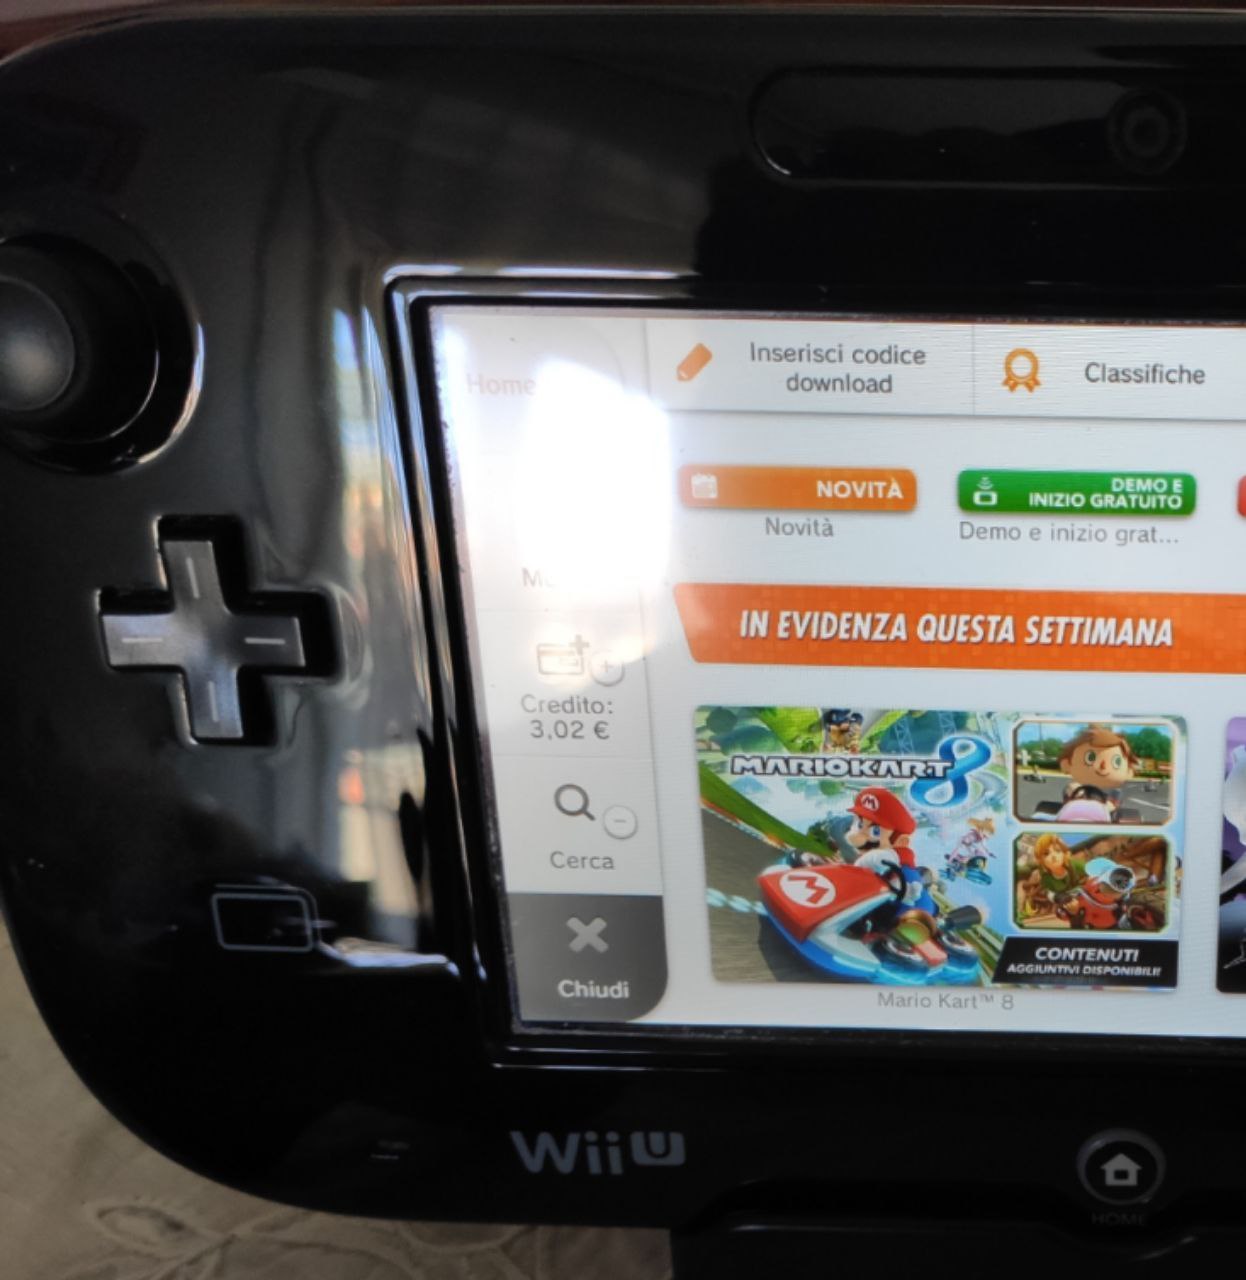 Home
Inserisci codice
download
Classifiche
NOVITÀ
Novità
DEMO E
INIZIO GRATUITO
Demo e inizio grat...
IN EVIDENZA QUESTA SETTIMANA
Credito:
3,02 €
Cerca
Chiudi
MARIOKART 8
CONTENUTI
AGGIUNTIVI DISPONIBILI!
Mario Kart™ 8
Wii U
HOME